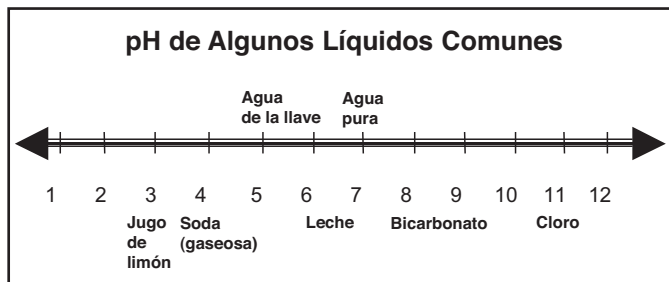 pH de Algunos Líquidos Comunes
Agua
de la llave
Agua
pura
1 2 3 4 5 6 7 8 9 10 11 12
Jugo
de
limón
Soda
(gaseosa)
Leche
Bicarbonato
Cloro